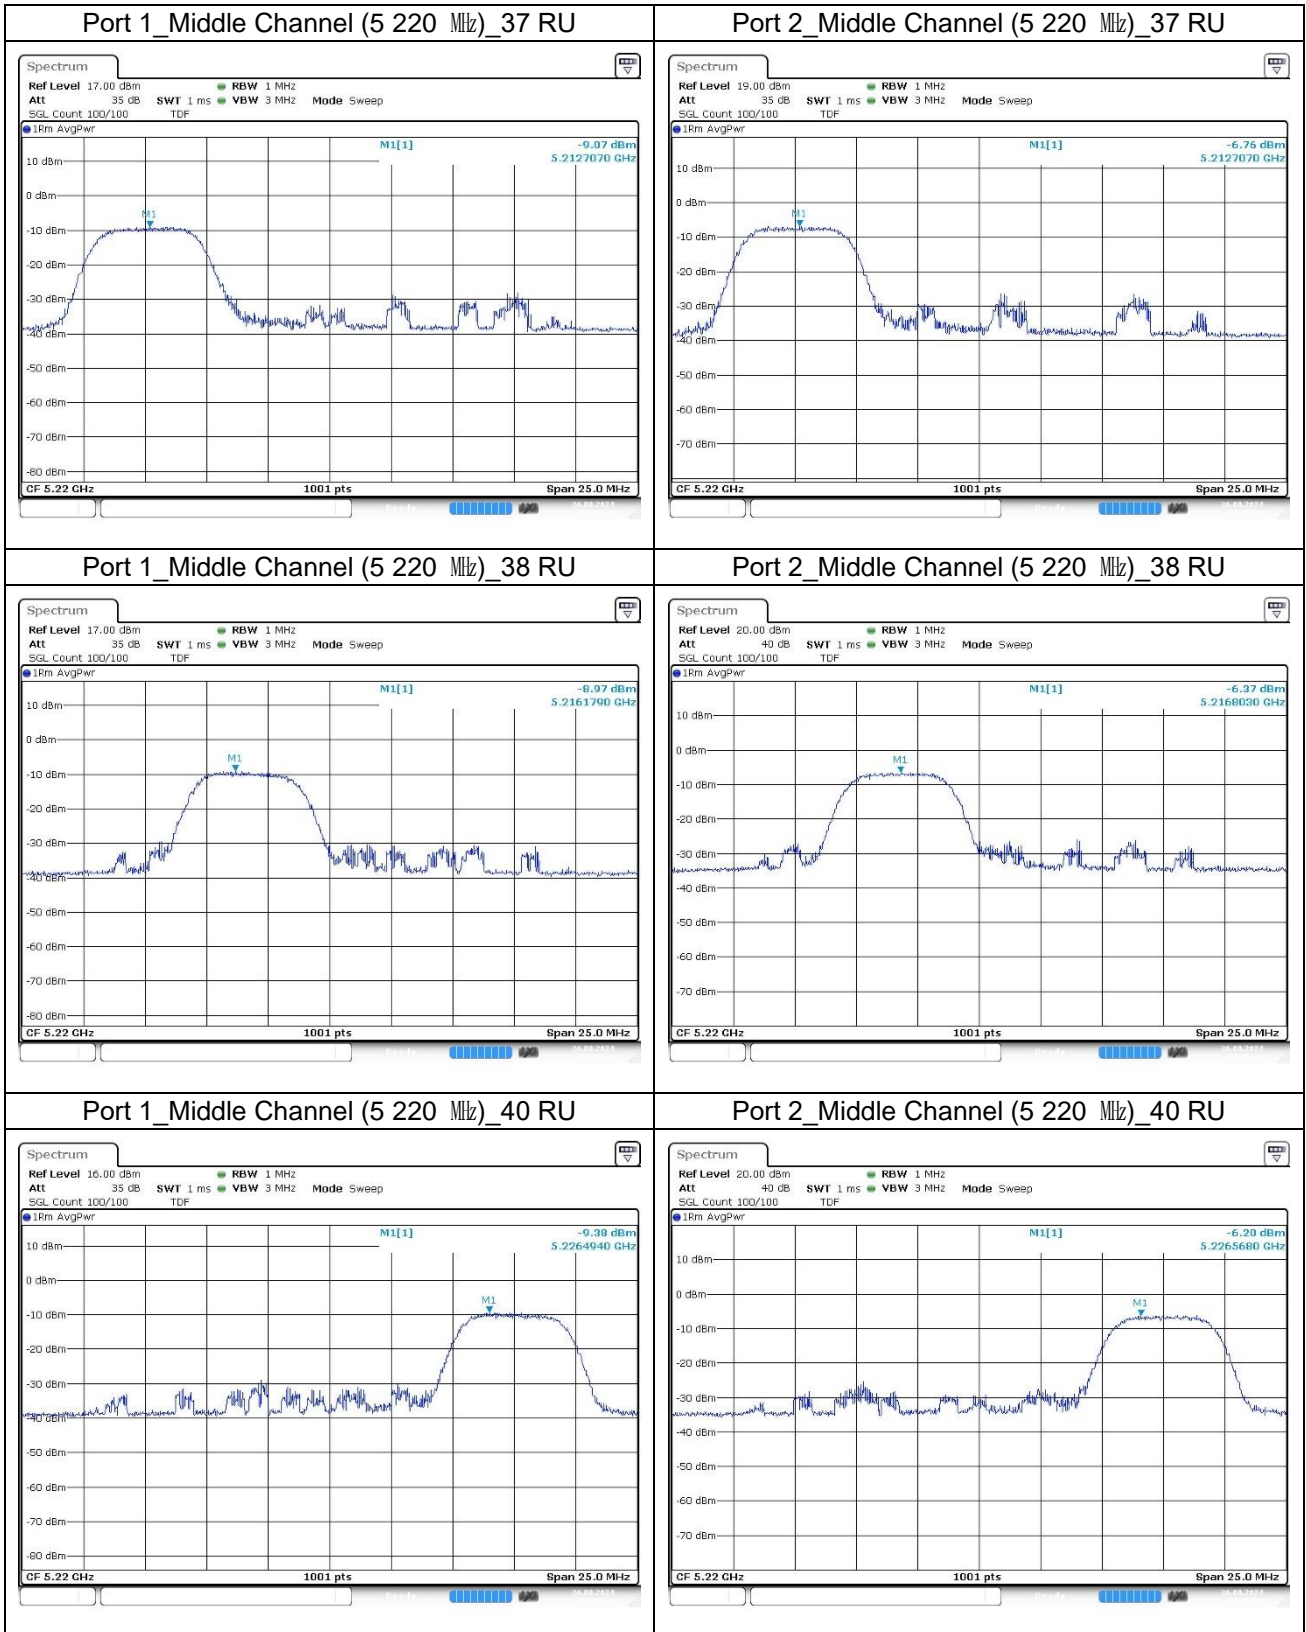 Port 1_Middle Channel (5 220 ㎒)_37 RU
Port 2_Middle Channel (5 220 ㎒)_37 RU
Spectrum
Ref Level 17.00 dBm RBW 1 MHz
Att 35 dB SWT 1 ms VBW 3 MHz Mode Sweep
SGL Count 100/100 TDF
1Rm AvgPwr
M1[1] -9.07 dBm
5.2127070 GHz
10 dBm
0 dBm
M1
-10 dBm
-20 dBm
-30 dBm
-40 dBm
-50 dBm
-60 dBm
-70 dBm
-80 dBm
CF 5.22 GHz 1001 pts Span 25.0 MHz
Spectrum
Ref Level 19.00 dBm RBW 1 MHz
Att 35 dB SWT 1 ms VBW 3 MHz Mode Sweep
SGL Count 100/100 TDF
1Rm AvgPwr
M1[1] -6.76 dBm
5.2127070 GHz
10 dBm
0 dBm
M1
-10 dBm
-20 dBm
-30 dBm
-40 dBm
-50 dBm
-60 dBm
-70 dBm
CF 5.22 GHz 1001 pts Span 25.0 MHz
Port 1_Middle Channel (5 220 ㎒)_38 RU
Port 2_Middle Channel (5 220 ㎒)_38 RU
Spectrum
Ref Level 17.00 dBm RBW 1 MHz
Att 35 dB SWT 1 ms VBW 3 MHz Mode Sweep
SGL Count 100/100 TDF
1Rm AvgPwr
M1[1] -8.97 dBm
5.2161790 GHz
10 dBm
0 dBm
M1
-10 dBm
-20 dBm
-30 dBm
-40 dBm
-50 dBm
-60 dBm
-70 dBm
-80 dBm
CF 5.22 GHz 1001 pts Span 25.0 MHz
Spectrum
Ref Level 20.00 dBm RBW 1 MHz
Att 40 dB SWT 1 ms VBW 3 MHz Mode Sweep
SGL Count 100/100 TDF
1Rm AvgPwr
M1[1] -6.37 dBm
5.2168030 GHz
10 dBm
0 dBm
M1
-10 dBm
-20 dBm
-30 dBm
-40 dBm
-50 dBm
-60 dBm
-70 dBm
CF 5.22 GHz 1001 pts Span 25.0 MHz
Port 1_Middle Channel (5 220 ㎒)_40 RU
Port 2_Middle Channel (5 220 ㎒)_40 RU
Spectrum
Ref Level 16.00 dBm RBW 1 MHz
Att 35 dB SWT 1 ms VBW 3 MHz Mode Sweep
SGL Count 100/100 TDF
1Rm AvgPwr
M1[1] -9.38 dBm
5.2264940 GHz
10 dBm
0 dBm
M1
-10 dBm
-20 dBm
-30 dBm
-40 dBm
-50 dBm
-60 dBm
-70 dBm
-80 dBm
CF 5.22 GHz 1001 pts Span 25.0 MHz
Spectrum
Ref Level 20.00 dBm RBW 1 MHz
Att 40 dB SWT 1 ms VBW 3 MHz Mode Sweep
SGL Count 100/100 TDF
1Rm AvgPwr
M1[1] -6.20 dBm
5.2265680 GHz
10 dBm
0 dBm
M1
-10 dBm
-20 dBm
-30 dBm
-40 dBm
-50 dBm
-60 dBm
-70 dBm
CF 5.22 GHz 1001 pts Span 25.0 MHz